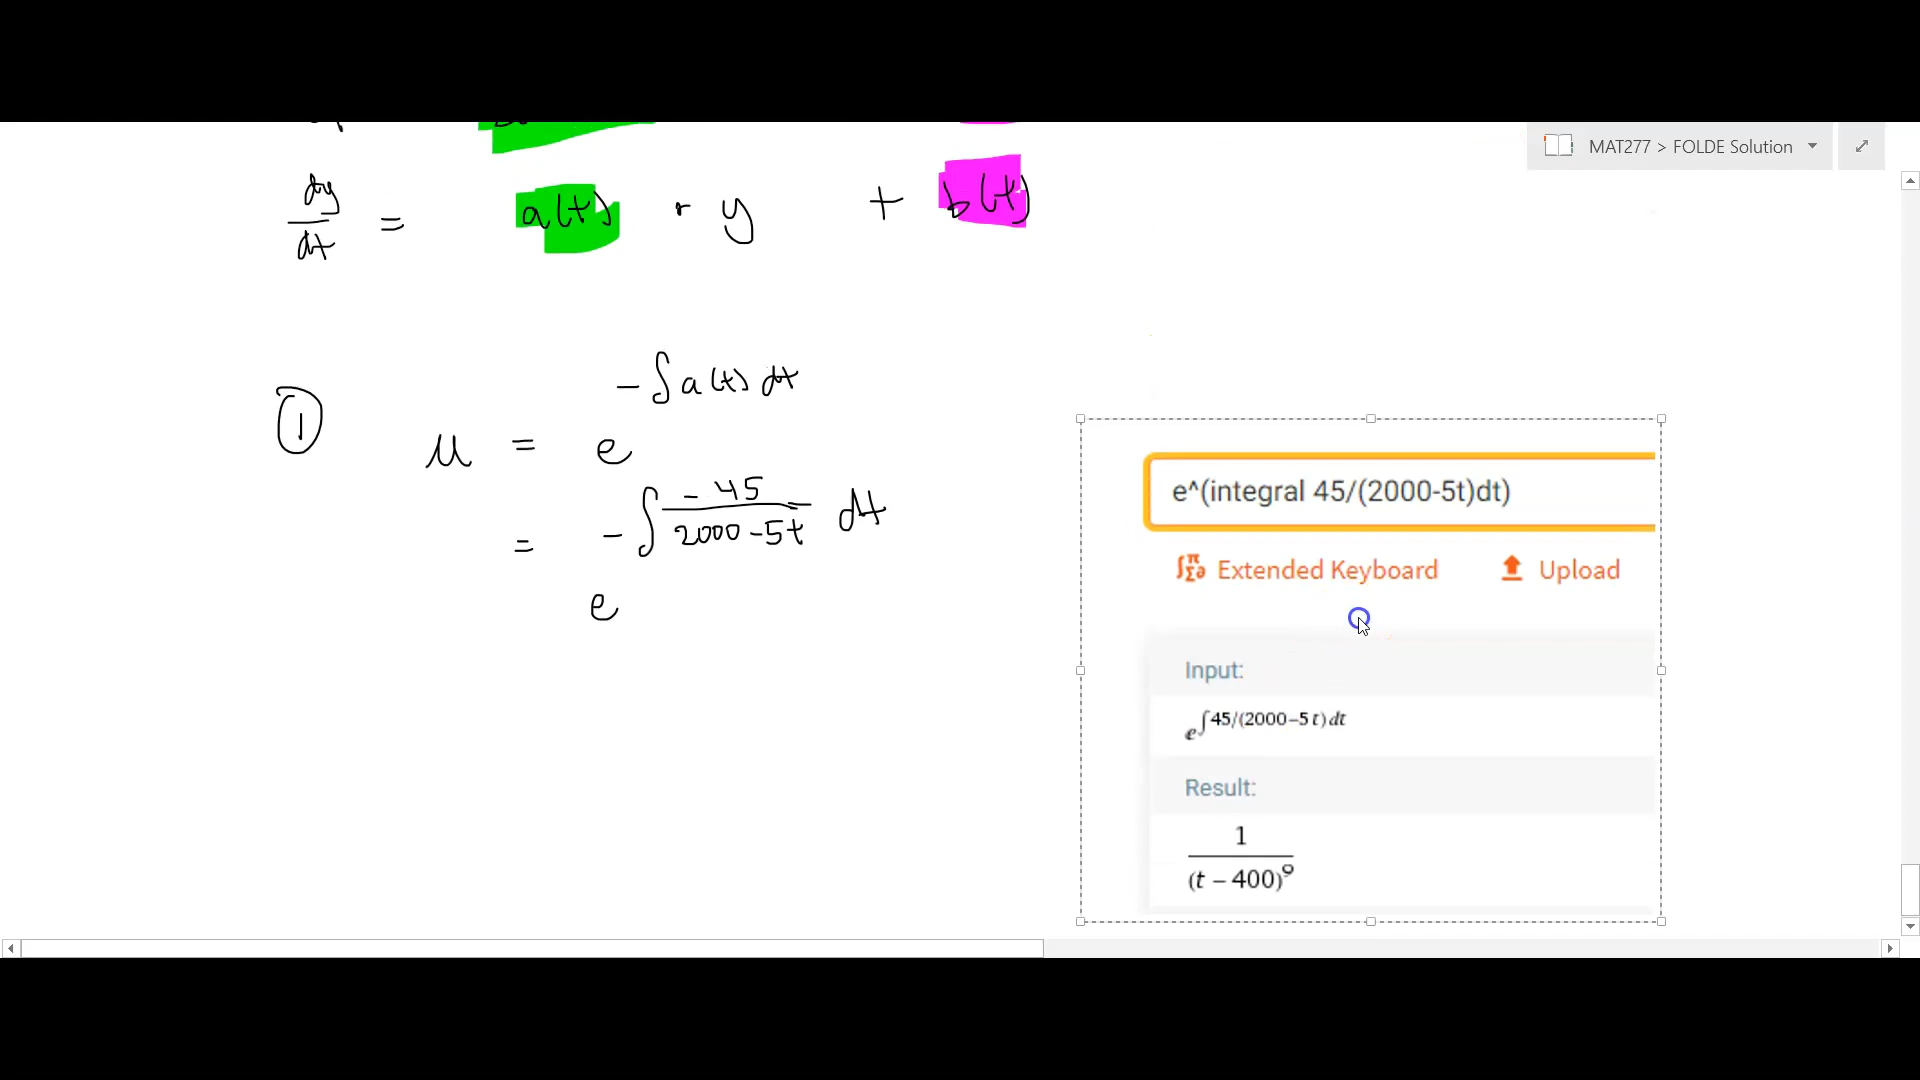 MAT277 > FOLDE Solution
dy/dt = a(t) · y + b(t)
① μ = e^(-∫a(t) dt)
= e^(-∫ -45/(2000-5t) dt)
e^(integral 45/(2000-5t)dt)
Extended Keyboard Upload
Input:
e^(∫45/(2000-5 t) dt)
Result:
1/(t - 400)^9